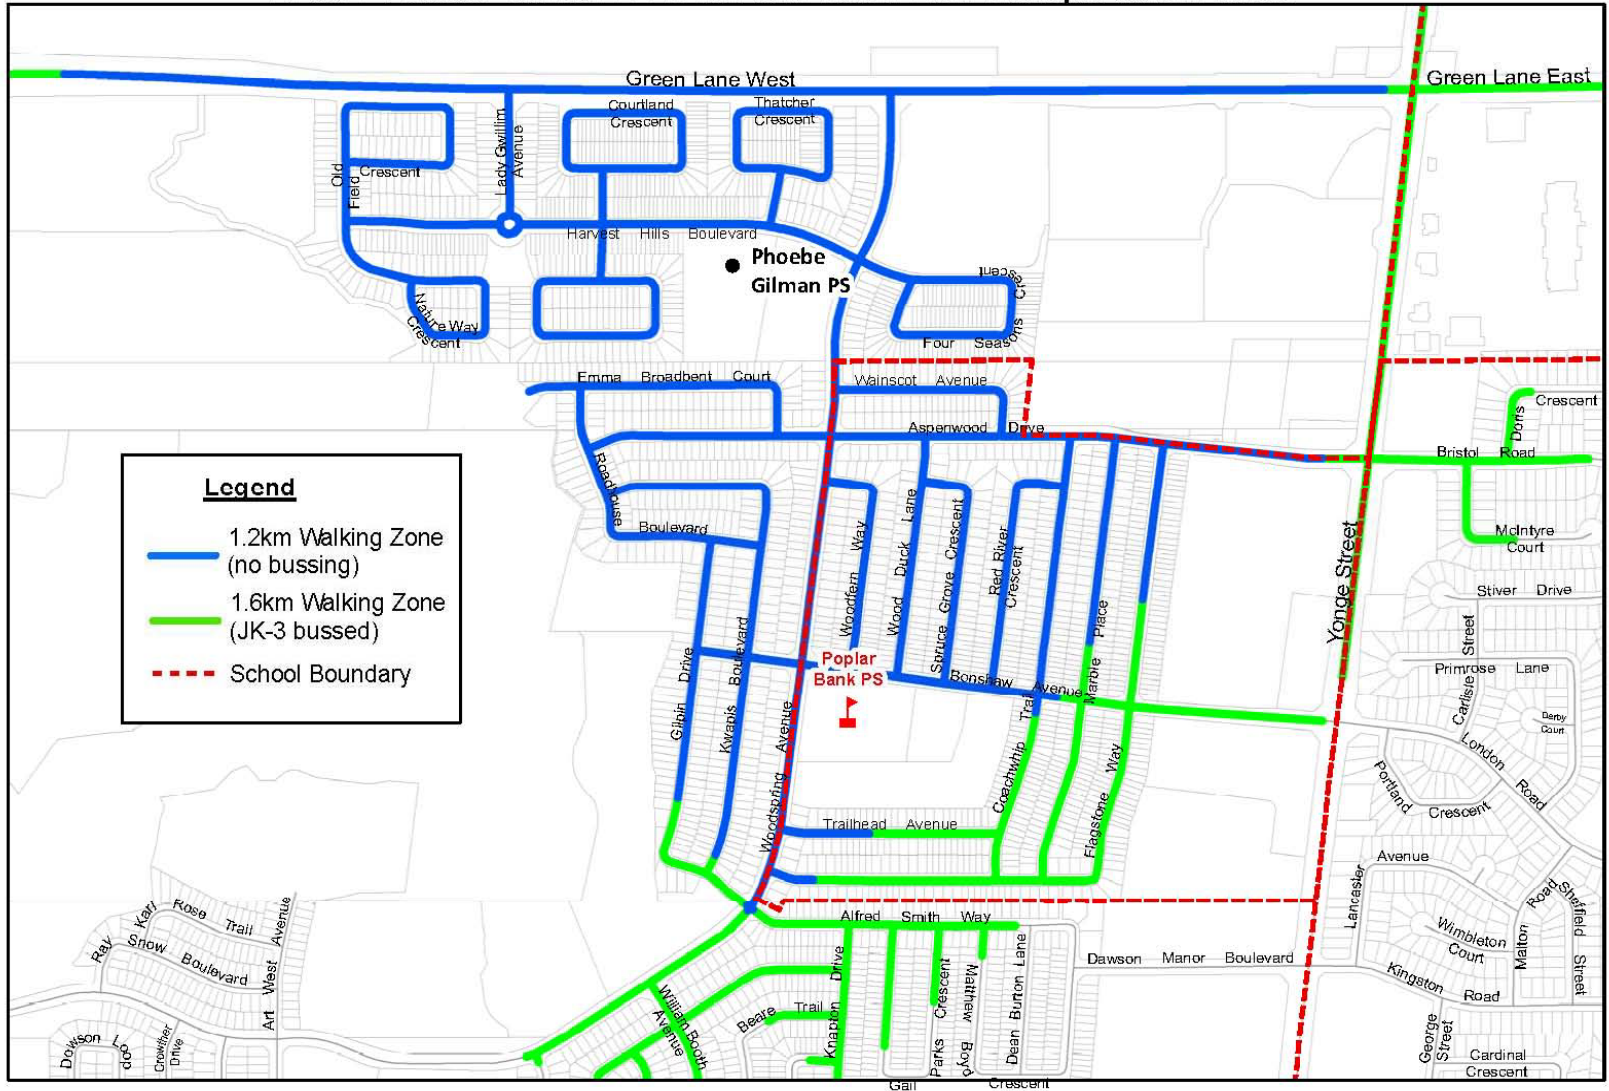 Green Lane West
Green Lane East
Courtland
Crescent
Thatcher
Crescent
Lady Gwillim
Avenue
Old
Field
Crescent
Harvest Hills Boulevard
Phoebe
Gilman PS
Crescent
Four Seasons
Nature Way
Crescent
Emma Broadbent Court
Wainscot Avenue
Aspenwood Drive
Crescent
Doris
Bristol Road
McIntyre
Court
Legend
1.2km Walking Zone
(no bussing)
1.6km Walking Zone
(JK-3 bussed)
School Boundary
Roadhouse
Boulevard
Woodfern Way
Wood Duck Lane
Spruce Grove Crescent
Red River
Crescent
Marble Place
Yonge Street
Stiver Drive
Primrose Lane
Carlisle Street
Derby
Court
London Road
Portland
Crescent
Poplar
Bank PS
Bonshaw Avenue
Gilpin Drive
Kwapis Boulevard
Woodspring Avenue
Coachwhip Trail
Flagstone Way
Trailhead Avenue
Avenue
Lancaster
Road
Sheffield
Street
Wimbleton
Court
Malton
Kingston
Road
Karl Rose Trail
Ray Snow Boulevard
Art West Avenue
Alfred Smith Way
Dawson Manor Boulevard
Knapton Drive
Parks Crescent
Matthew Boyd
Dean Burton Lane
William Booth
Avenue
Beare Trail
Dowson Loop
Crowther
Drive
George
Street
Cardinal
Crescent
Gail Crescent